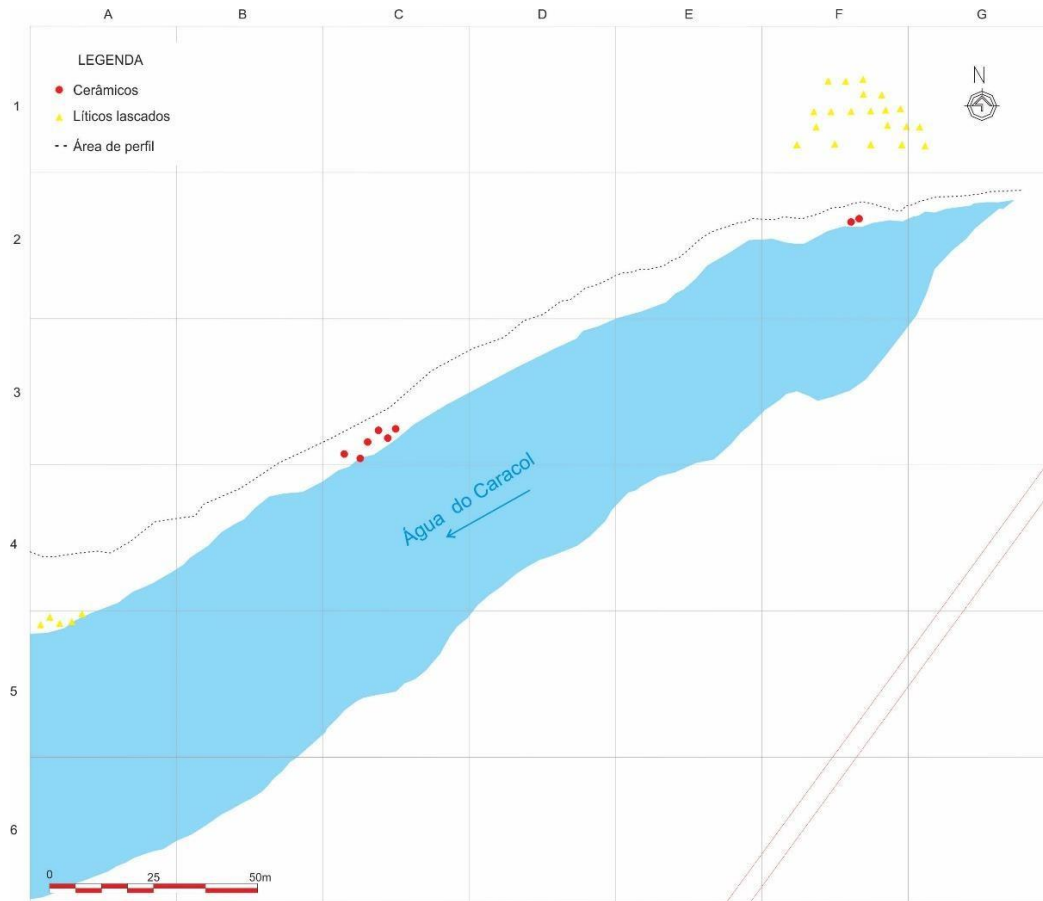 A B C D E F G
LEGENDA
Cerâmicos
Líticos lascados
Área de perfil
N
1
2
3
4
5
6
Água do Caracol
0 25 50m